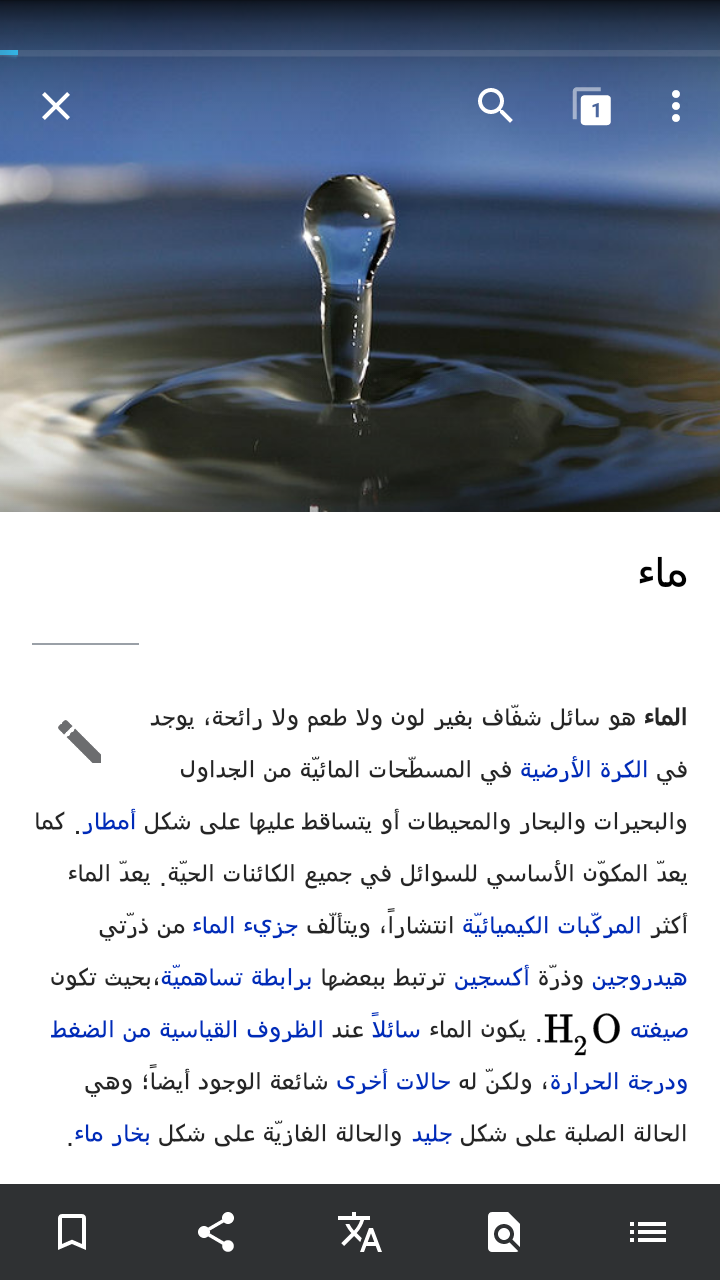 1
ماء
الماء هو سائل شفّاف بغير لون ولا طعم ولا رائحة، يوجد
في الكرة الأرضية في المسطّحات المائيّة من الجداول
والبحيرات والبحار والمحيطات أو يتساقط عليها على شكل أمطار. كما
يعدّ المكوّن الأساسي للسوائل في جميع الكائنات الحيّة. يعدّ الماء
أكثر المركّبات الكيميائيّة انتشاراً، ويتألّف جزيء الماء من ذرّتي
هيدروجين وذرّة أكسجين ترتبط ببعضها برابطة تساهميّة،بحيث تكون
صيغته H₂O. يكون الماء سائلاً عند الظروف القياسية من الضغط
ودرجة الحرارة، ولكنّ له حالات أخرى شائعة الوجود أيضاً؛ وهي
الحالة الصلبة على شكل جليد والحالة الغازيّة على شكل بخار ماء.